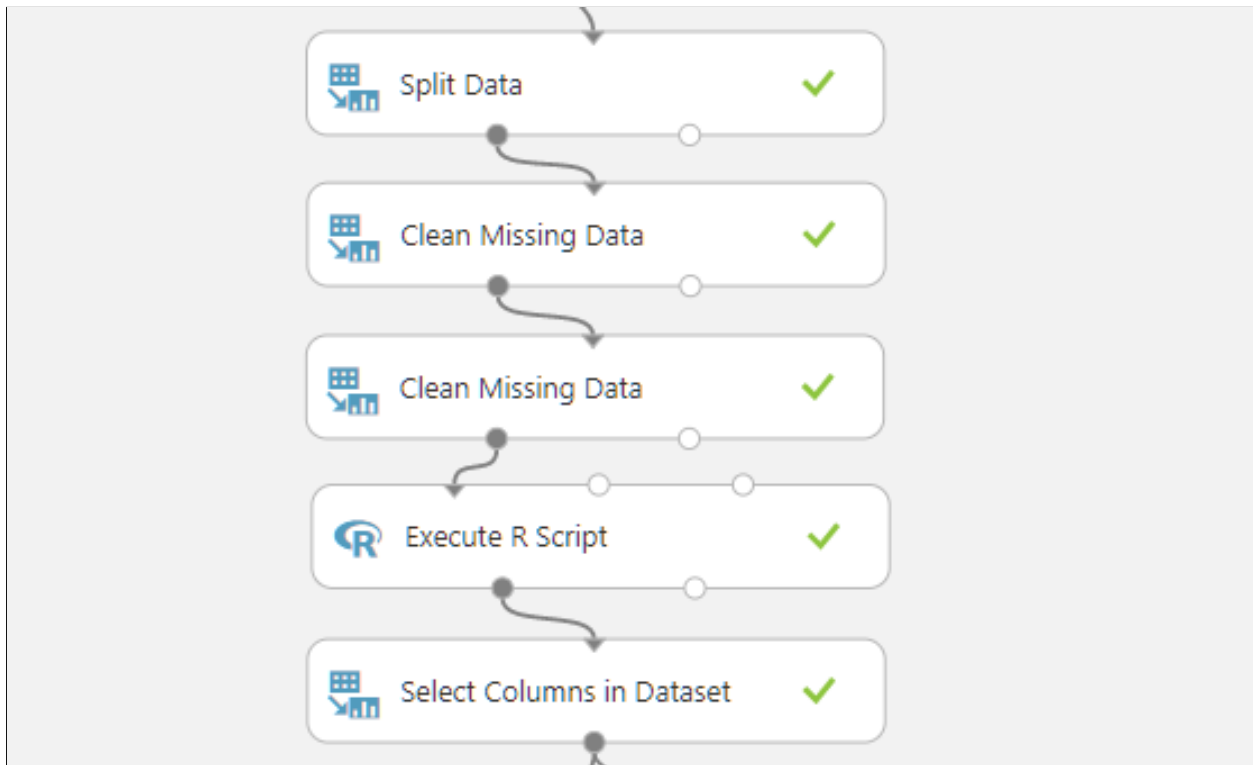 Split Data
Clean Missing Data
Clean Missing Data
R Execute R Script
Select Columns in Dataset